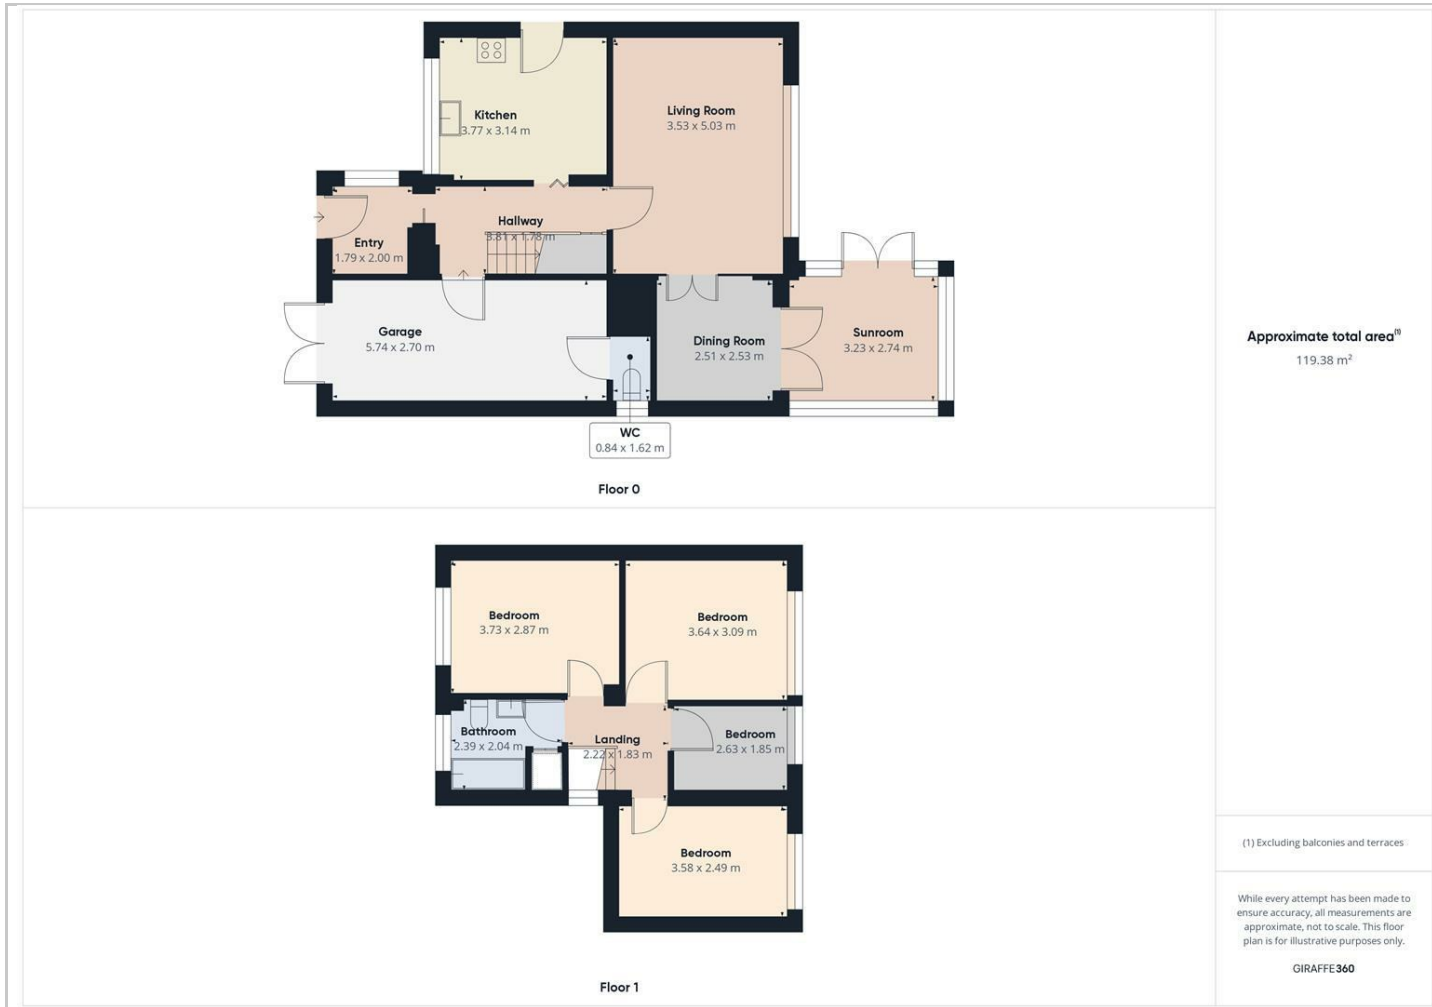 Kitchen
3.77 x 3.14 m
Living Room
3.53 x 5.03 m
Hallway
3.81 x 1.78 m
Entry
1.79 x 2.00 m
Garage
5.74 x 2.70 m
Dining Room
2.51 x 2.53 m
Sunroom
3.23 x 2.74 m
WC
0.84 x 1.62 m
Floor 0
Bedroom
3.73 x 2.87 m
Bedroom
3.64 x 3.09 m
Bathroom
2.39 x 2.04 m
Landing
2.22 x 1.83 m
Bedroom
2.63 x 1.85 m
Bedroom
3.58 x 2.49 m
Floor 1
Approximate total area(1)
119.38 m²
(1) Excluding balconies and terraces
While every attempt has been made to
ensure accuracy, all measurements are
approximate, not to scale. This floor
plan is for illustrative purposes only.
GIRAFFE360